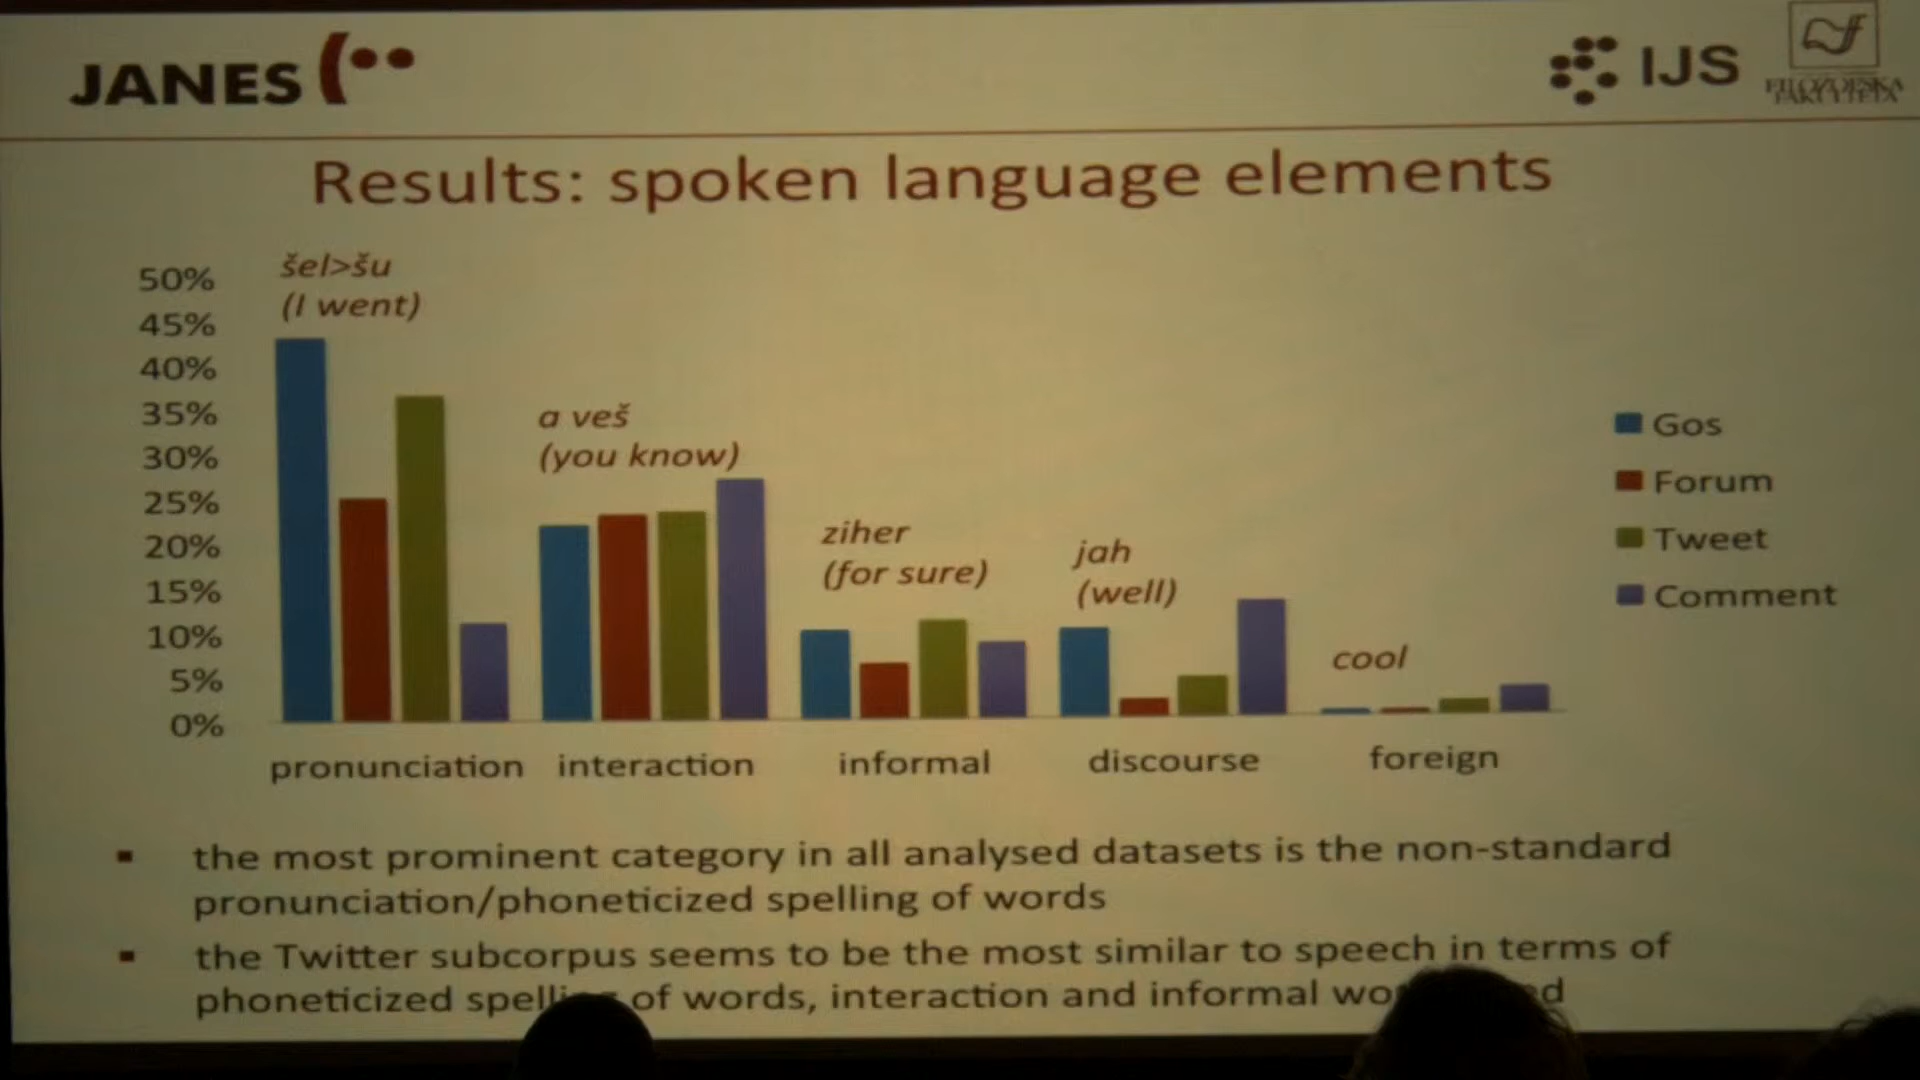 JANES
IJS
FILOZOFSKA
FAKULTETA
Results: spoken language elements
50%
45%
40%
35%
30%
25%
20%
15%
10%
5%
0%
šel>šu
(I went)
a veš
(you know)
ziher
(for sure)
jah
(well)
cool
Gos
Forum
Tweet
Comment
pronunciation
interaction
informal
discourse
foreign
the most prominent category in all analysed datasets is the non-standard
pronunciation/phoneticized spelling of words
the Twitter subcorpus seems to be the most similar to speech in terms of
phoneticized of words, interaction and informal